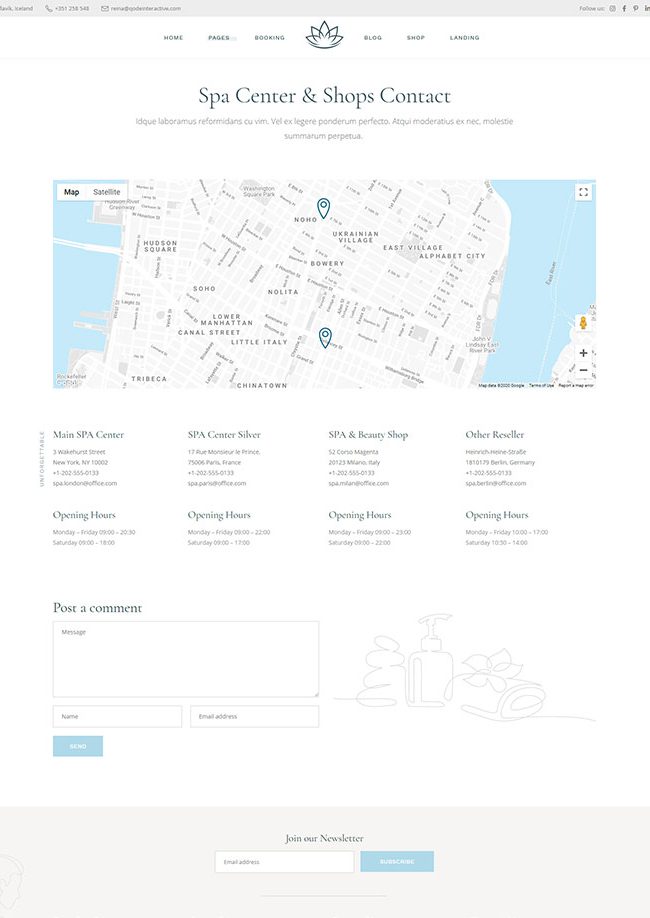 +351 258 548
reina@qodeinteractive.com
Follow us:
HOME PAGES BOOKING BLOG SHOP LANDING
Spa Center & Shops Contact
Idque laboramus reformidans cu vim. Vel ex legere ponderum perfecto. Atqui moderatius ex nec, molestie
summarum perpetua.
Map Satellite
Washington
Square Park
Hudson River
Greenway
NOHO
UKRAINIAN
VILLAGE
HUDSON
SQUARE
EAST VILLAGE
ALPHABET CITY
BOWERY
SOHO
NOLITA
East River
LOWER
MANHATTAN
CANAL STREET
LITTLE ITALY
John V
Lindsay East
River Park
TRIBECA
CHINATOWN
Williamsburg Bridge
Map data ©2020 Google Terms of Use Report a map error
UNFORGETTABLE
Main SPA Center
3 Wakehurst Street
New York, NY 10002
+1-202-555-0133
spa.london@office.com
SPA Center Silver
17 Rue Monsieur le Prince,
75006 Paris, France
+1-202-555-0133
spa.paris@office.com
SPA & Beauty Shop
52 Corso Magenta
20123 Milano, Italy
+1-202-555-0133
spa.milan@office.com
Other Reseller
Heinrich-Heine-Straße
1810179 Berlin, Germany
+1-202-555-0133
spa.berlin@office.com
Opening Hours
Monday – Friday 09:00 – 20:30
Saturday 09:00 – 18:00
Opening Hours
Monday – Friday 09:00 – 22:00
Saturday 09:00 – 17:00
Opening Hours
Monday – Friday 09:00 – 23:00
Saturday 09:00 – 22:00
Opening Hours
Monday – Friday 10:00 – 17:00
Saturday 10:30 – 14:00
Post a comment
Message
Name
Email address
SEND
Join our Newsletter
Email address
SUBSCRIBE